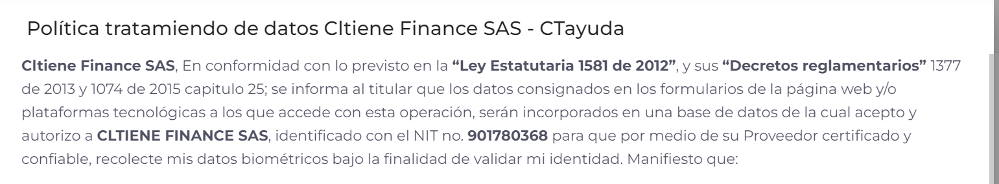 Política tratamiendo de datos Cltiene Finance SAS - CTayuda
Cltiene Finance SAS, En conformidad con lo previsto en la “Ley Estatutaria 1581 de 2012”, y sus “Decretos reglamentarios” 1377
de 2013 y 1074 de 2015 capitulo 25; se informa al titular que los datos consignados en los formularios de la página web y/o
plataformas tecnológicas a los que accede con esta operación, serán incorporados en una base de datos de la cual acepto y
autorizo a CLTIENE FINANCE SAS, identificado con el NIT no. 901780368 para que por medio de su Proveedor certificado y
confiable, recolecte mis datos biométricos bajo la finalidad de validar mi identidad. Manifiesto que: